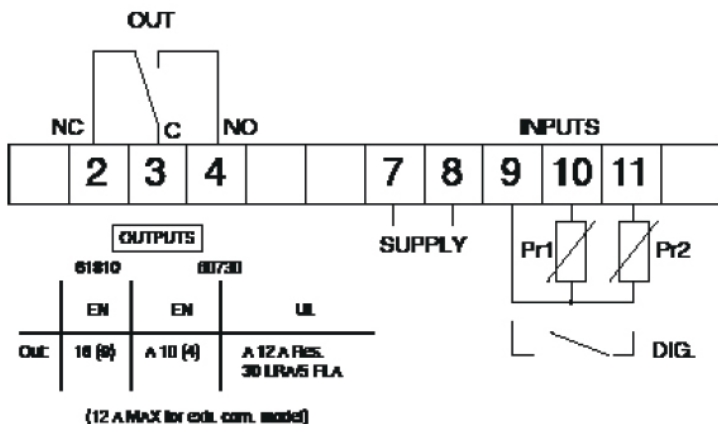 OUT
NC C NO INPUTS
2 3 4 7 8 9 10 11
OUTPUTS SUPPLY Pr1 Pr2
61810 60730
EN EN UL
Out: 16 (9) A 10 (4) A 12 A Res.
30 LRA/5 FLA
DIG.
(12 A MAX for extr. com. model)